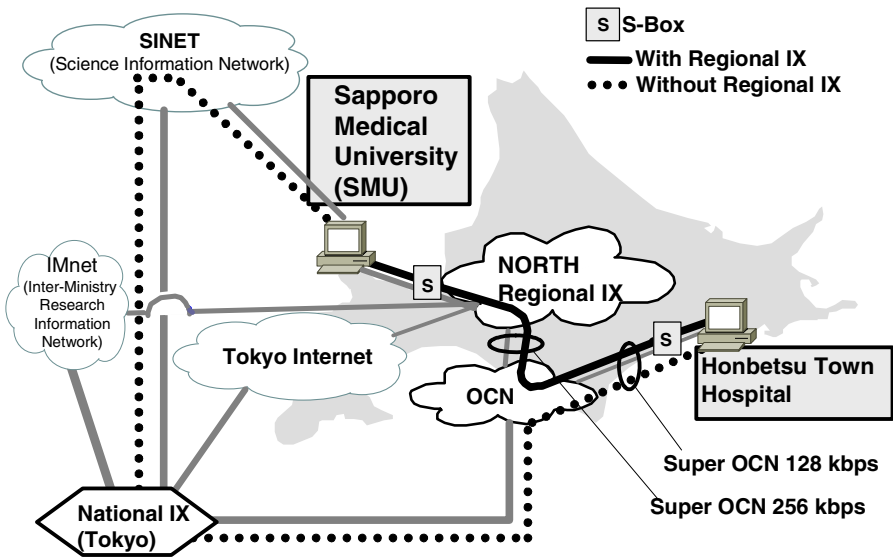 SINET
(Science Information Network)
S S-Box
With Regional IX
Without Regional IX
Sapporo
Medical
University
(SMU)
IMnet
(Inter-Ministry
Research
Information
Network)
S
NORTH
Regional IX
Tokyo Internet
S
OCN
Honbetsu Town
Hospital
Super OCN 128 kbps
Super OCN 256 kbps
National IX
(Tokyo)